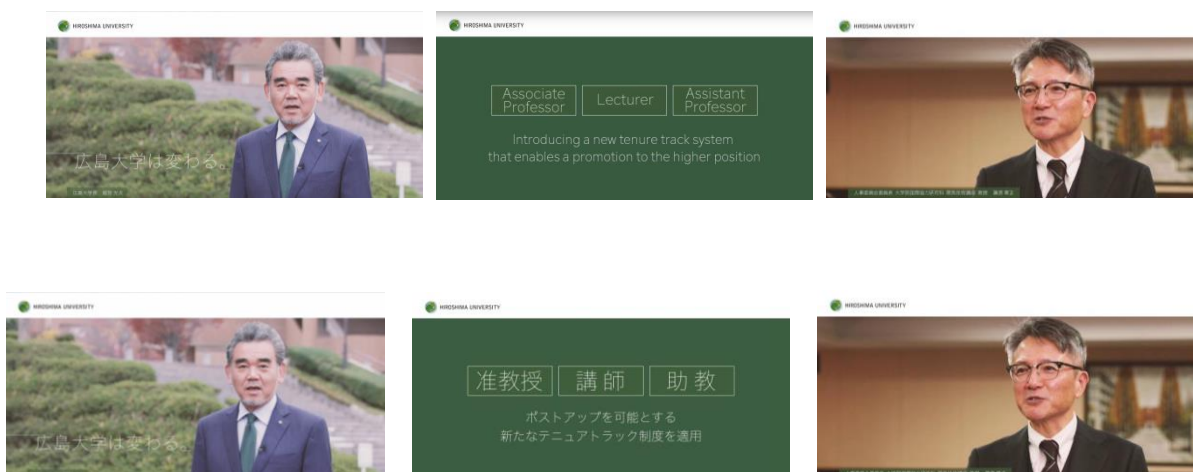 HIROSHIMA UNIVERSITY
広島大学は変わる。
HIROSHIMA UNIVERSITY
Associate
Professor
Lecturer
Assistant
Professor
Introducing a new tenure track system
that enables a promotion to the higher position
HIROSHIMA UNIVERSITY
HIROSHIMA UNIVERSITY
広島大学は変わる。
HIROSHIMA UNIVERSITY
准教授
講師
助教
ポストアップを可能とする
新たなテニュアトラック制度を適用
HIROSHIMA UNIVERSITY